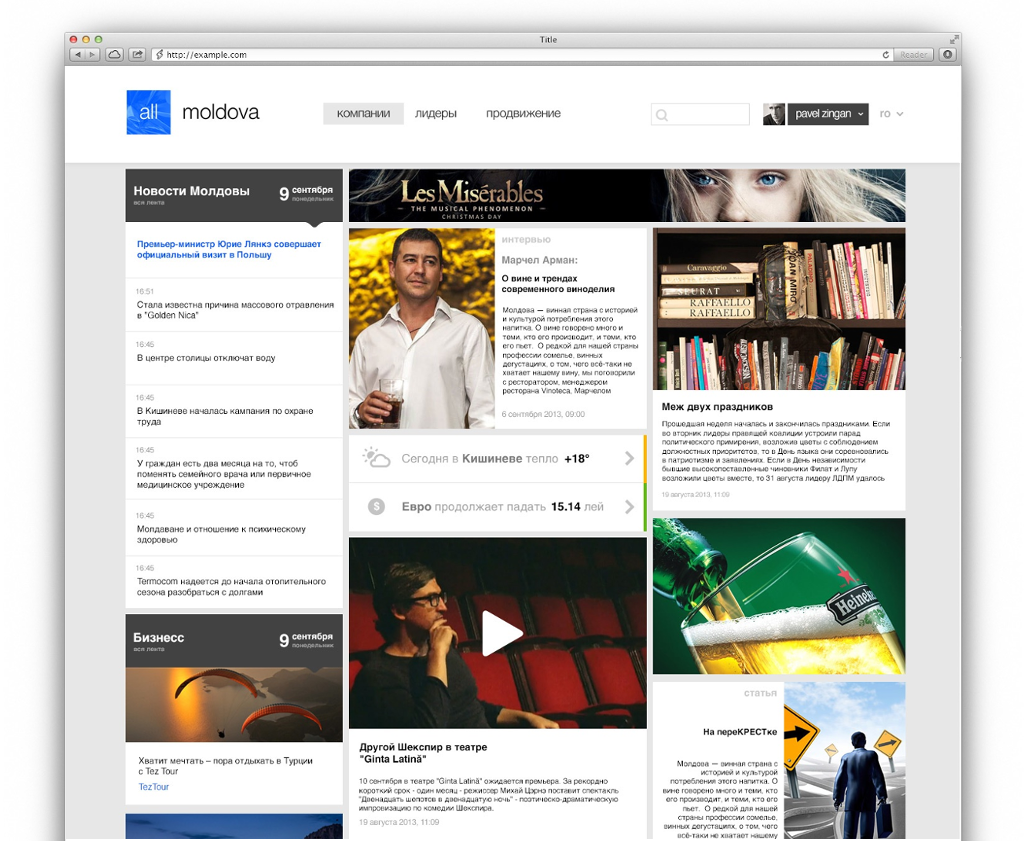 Title
http://example.com
Reader
all
moldova
компании
лидеры
продвижение
pavel zingan
ro
Новости Молдовы
вся лента
9 сентября
понедельник
Премьер-министр Юрие Лянкэ совершает
официальный визит в Польшу
16:51
Стала известна причина массового отравления
в "Golden Nica"
16:45
В центре столицы отключат воду
16:45
В Кишиневе началась кампания по охране
труда
16:45
У граждан есть два месяца на то, чтоб
поменять семейного врача или первичное
медицинское учреждение
16:45
Молдаване и отношение к психическому
здоровью
16:45
Termocom надеется до начала отопительного
сезона разобраться с долгами
Бизнесс
вся лента
9 сентября
понедельник
Хватит мечтать – пора отдыхать в Турции
с Tez Tour
TezTour
Les Misérables
– THE MUSICAL PHENOMENON –
CHRISTMAS DAY
интервью
Марчел Арман:
О вине и трендах
современного виноделия
Молдова — винная страна с историей
и культурой потребления этого
напитка. О вине говорено много и
теми, кто его производит, и теми, кто
его пьет. О редкой для нашей страны
профессии сомелье, винных
дегустациях, о том, чего всё-таки не
хватает нашему вину, мы поговорили
с ресторатором, менеджером
ресторана Vinoteca, Марчелом
6 сентября 2013, 09:00
Сегодня в Кишиневе тепло +18°
$
Евро продолжает падать 15.14 лей
Другой Шекспир в театре
"Ginta Latină"
10 сентября в театре "Ginta Latină" ожидается премьера. За рекордно
короткий срок - один месяц - режиссер Михай Цэрнэ поставит спектакль
"Двенадцать шепотов в двенадцатую ночь" - поэтическо-драматическую
импровизацию по комедии Шекспира.
19 августа 2013, 11:09
Caravaggio
SEURAT
RAFFAELLO
RAFFAELLO
JOAN MIRO
Меж двух праздников
Прошедшая неделя началась и закончилась праздниками. Если
во вторник лидеры правящей коалиции устроили парад
политического примирения, возложив цветы с соблюдением
должностных приоритетов, то в День языка они соревновались
в патриотизме и заявлениях. Если в День независимости
бывшие высокопоставленные чиновники Филат и Лупу
возложили цветы вместе, то 31 августа лидеру ЛДПМ удалось
19 августа 2013, 11:09
Heineken
статья
На переКРЕСТке
Молдова — винная страна с
историей и культурой
потребления этого напитка. О
вине говорено много и теми, кто
его производит, и теми, кто его
пьет. О редкой для нашей
страны профессии сомелье,
винных дегустациях, о том, чего
всё-таки не хватает нашему